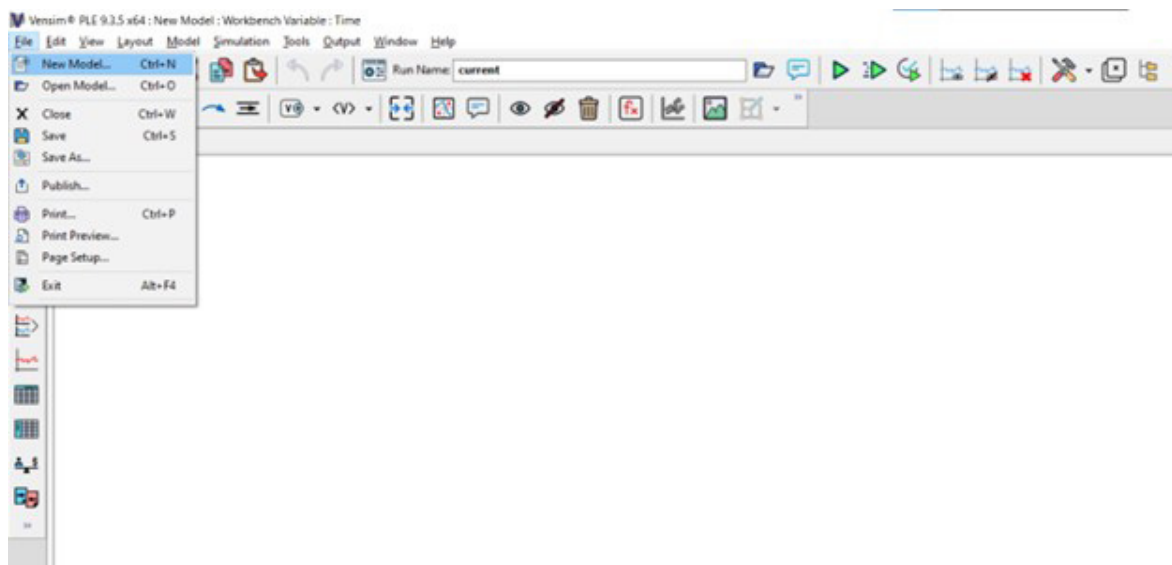 Vensim® PLE 9.3.5 x64 : New Model : Workbench Variable : Time
File Edit View Layout Model Simulation Tools Output Window Help
New Model... Ctrl+N
Run Name: current
Open Model... Ctrl+O
Close Ctrl+W
Save Ctrl+S
Save As...
Publish...
Print... Ctrl+P
Print Preview...
Page Setup...
Exit Alt+F4